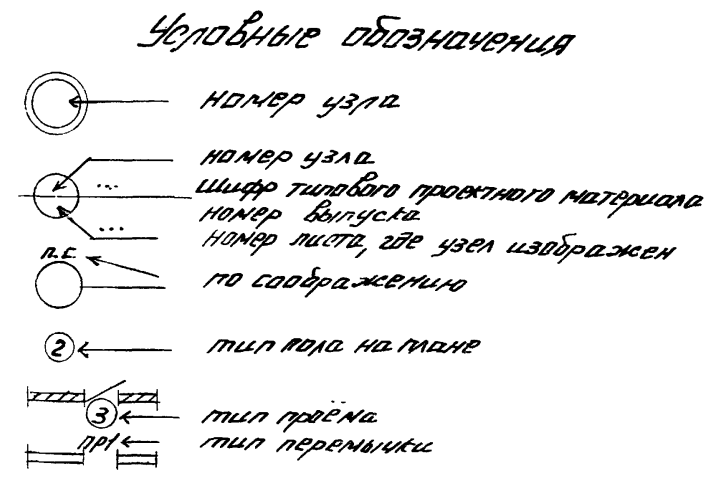 Условные обозначения
номер узла
номер узла
...
шифр типового проектного материала
номер выпуска
...
номер листа, где узел изображен
п.с.
по соображению
2
тип пола на плане
3
тип проёма
ПР1
тип перемычки